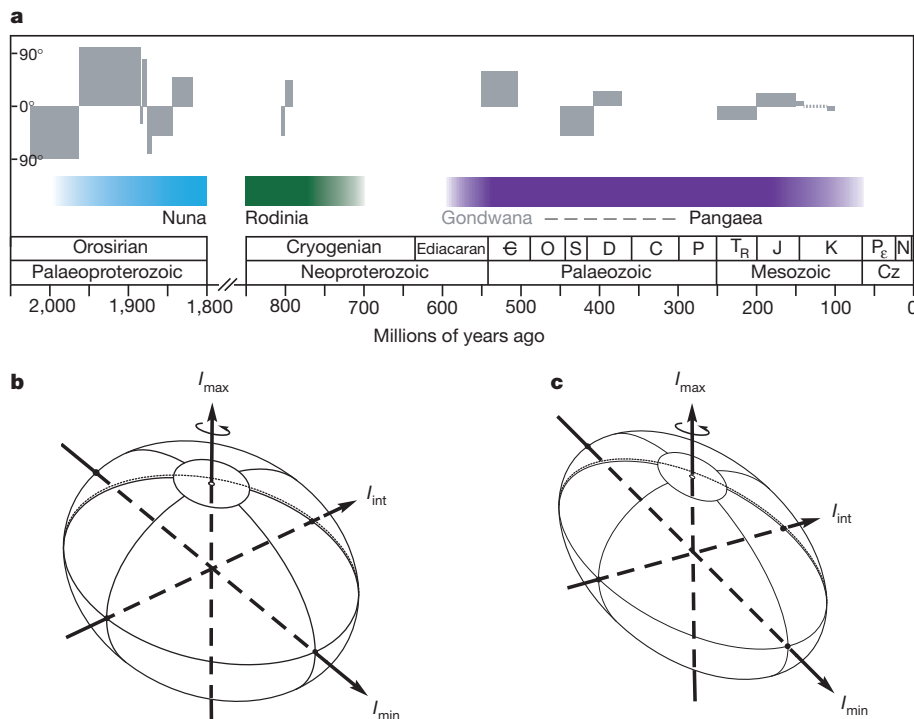 a
90°
0°
90°
Nuna Rodinia Gondwana Pangaea
Orosirian Cryogenian Ediacaran Ꞓ O S D C P TR J K Pε N
Palaeoproterozoic Neoproterozoic Palaeozoic Mesozoic Cz
2,000 1,900 1,800 800 700 600 500 400 300 200 100 0
Millions of years ago
b c
Imax Imax
Iint Iint
Imin Imin